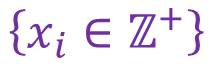 {xᵢ ∈ ℤ⁺}